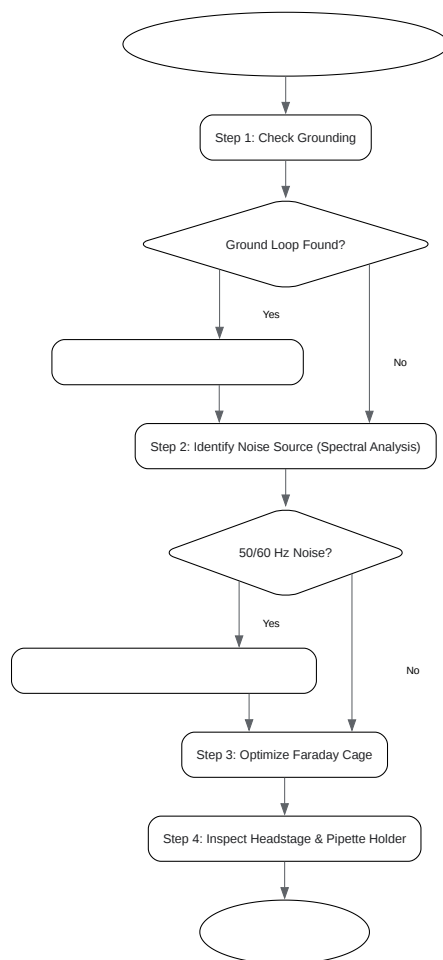 Step 1: Check Grounding
Ground Loop Found?
Yes
No
Step 2: Identify Noise Source (Spectral Analysis)
50/60 Hz Noise?
Yes
No
Step 3: Optimize Faraday Cage
Step 4: Inspect Headstage & Pipette Holder